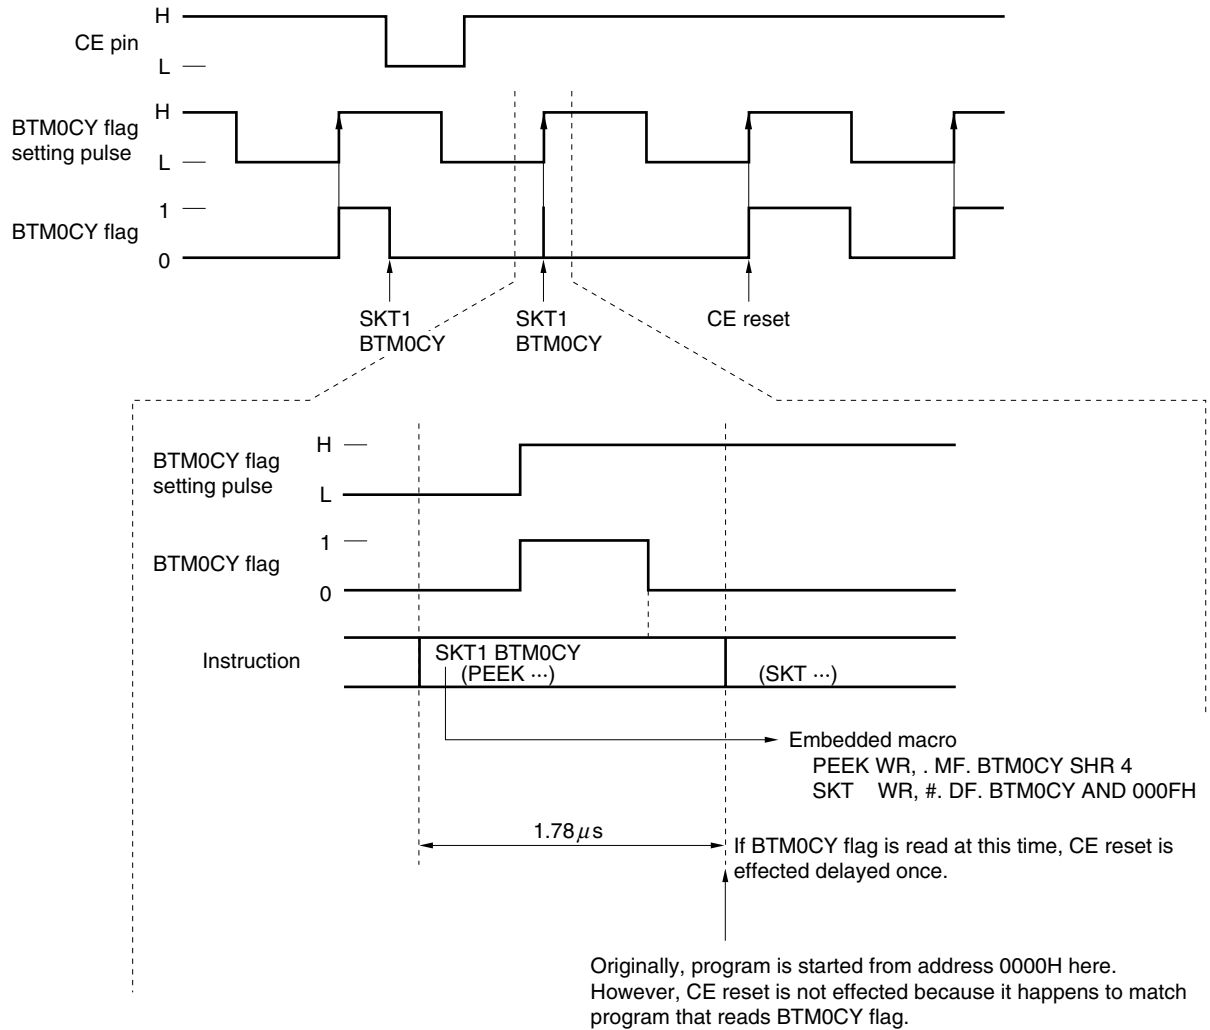 H
CE pin
L
H
BTM0CY flag
setting pulse
L
1
BTM0CY flag
0
SKT1
BTM0CY
SKT1
BTM0CY
CE reset
H
BTM0CY flag
setting pulse
L
1
BTM0CY flag
0
Instruction
SKT1 BTM0CY
(PEEK ···)
(SKT ···)
Embedded macro
PEEK WR, . MF. BTM0CY SHR 4
SKT WR, #. DF. BTM0CY AND 000FH
1.78 μs
If BTM0CY flag is read at this time, CE reset is
effected delayed once.
Originally, program is started from address 0000H here.
However, CE reset is not effected because it happens to match
program that reads BTM0CY flag.